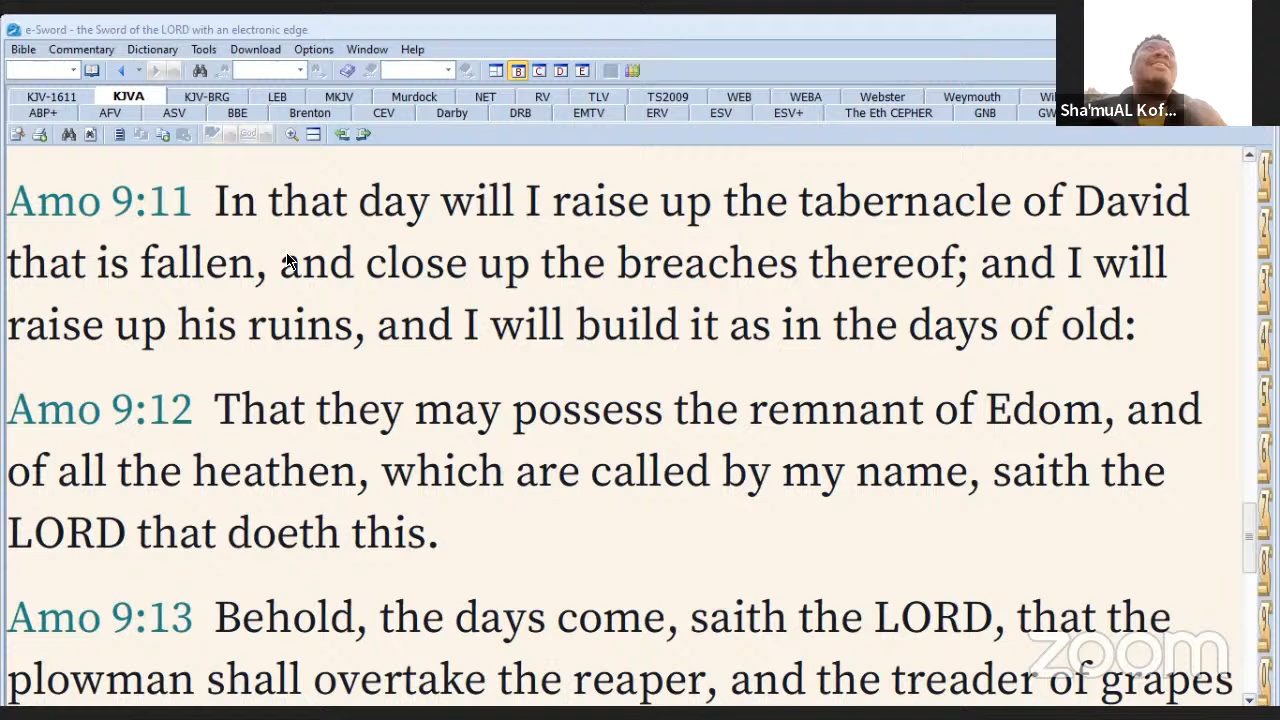 e-Sword - the Sword of the LORD with an electronic edge
Bible Commentary Dictionary Tools Download Options Window Help
B C D E
KJV-1611 KJVA KJV-BRG LEB MKJV Murdock NET RV TLV TS2009 WEB WEBA Webster Weymouth
ABP+ AFV ASV BBE Brenton CEV Darby DRB EMTV ERV ESV ESV+ The Eth CEPHER GNB
Sha'muAL Kof...
Amo 9:11 In that day will I raise up the tabernacle of David
that is fallen, and close up the breaches thereof; and I will
raise up his ruins, and I will build it as in the days of old:
Amo 9:12 That they may possess the remnant of Edom, and
of all the heathen, which are called by my name, saith the
LORD that doeth this.
Amo 9:13 Behold, the days come, saith the LORD, that the
plowman shall overtake the reaper, and the treader of grapes
zoom